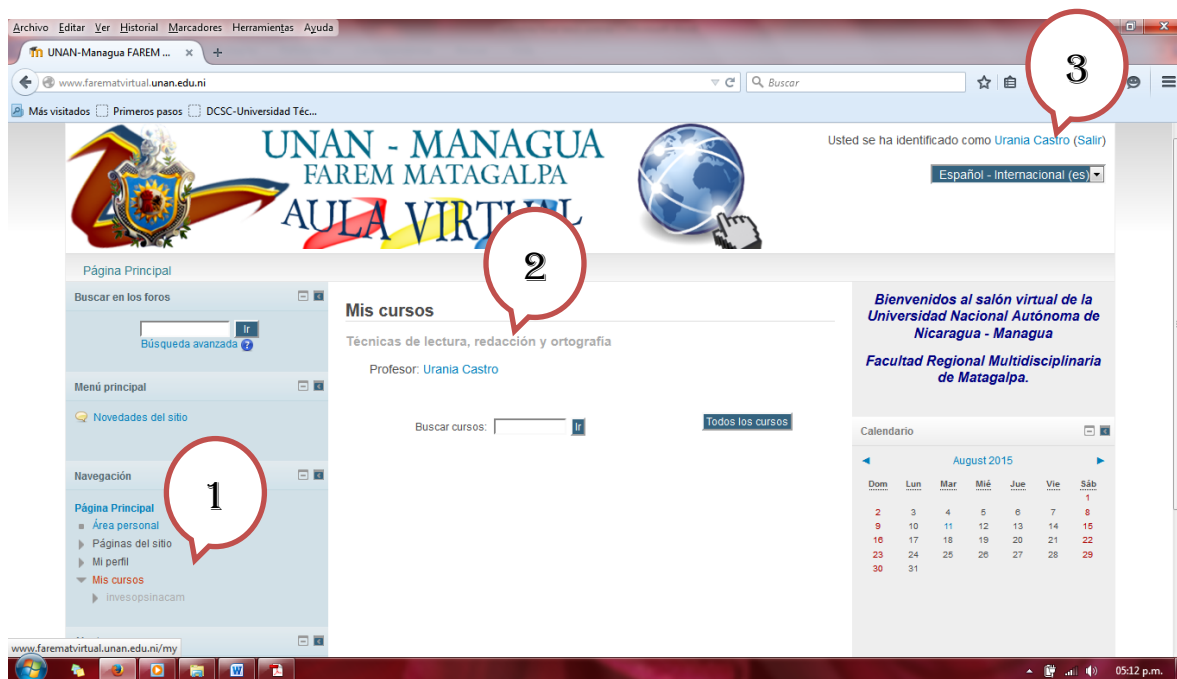 Archivo Editar Ver Historial Marcadores Herramientas Ayuda
UNAN-Managua FAREM ... × +
www.farematvirtual.unan.edu.ni
Buscar
Más visitados Primeros pasos DCSC-Universidad Téc...
3
UNAN - MANAGUA
FAREM MATAGALPA
AULA VIRTUAL
Usted se ha identificado como Urania Castro (Salir)
Español - Internacional (es)
2
Página Principal
Buscar en los foros
Ir
Búsqueda avanzada ?
Menú principal
Novedades del sitio
Navegación
1
Página Principal
Área personal
Páginas del sitio
Mi perfil
Mis cursos
invesopsinacam
Mis cursos
Técnicas de lectura, redacción y ortografía
Profesor: Urania Castro
Buscar cursos: Ir
Todos los cursos
Bienvenidos al salón virtual de la
Universidad Nacional Autónoma de
Nicaragua - Managua
Facultad Regional Multidisciplinaria
de Matagalpa.
Calendario
◄ August 2015 ►
Dom Lun Mar Mié Jue Vie Sáb
1
2 3 4 5 6 7 8
9 10 11 12 13 14 15
16 17 18 19 20 21 22
23 24 25 26 27 28 29
30 31
www.farematvirtual.unan.edu.ni/my
05:12 p.m.